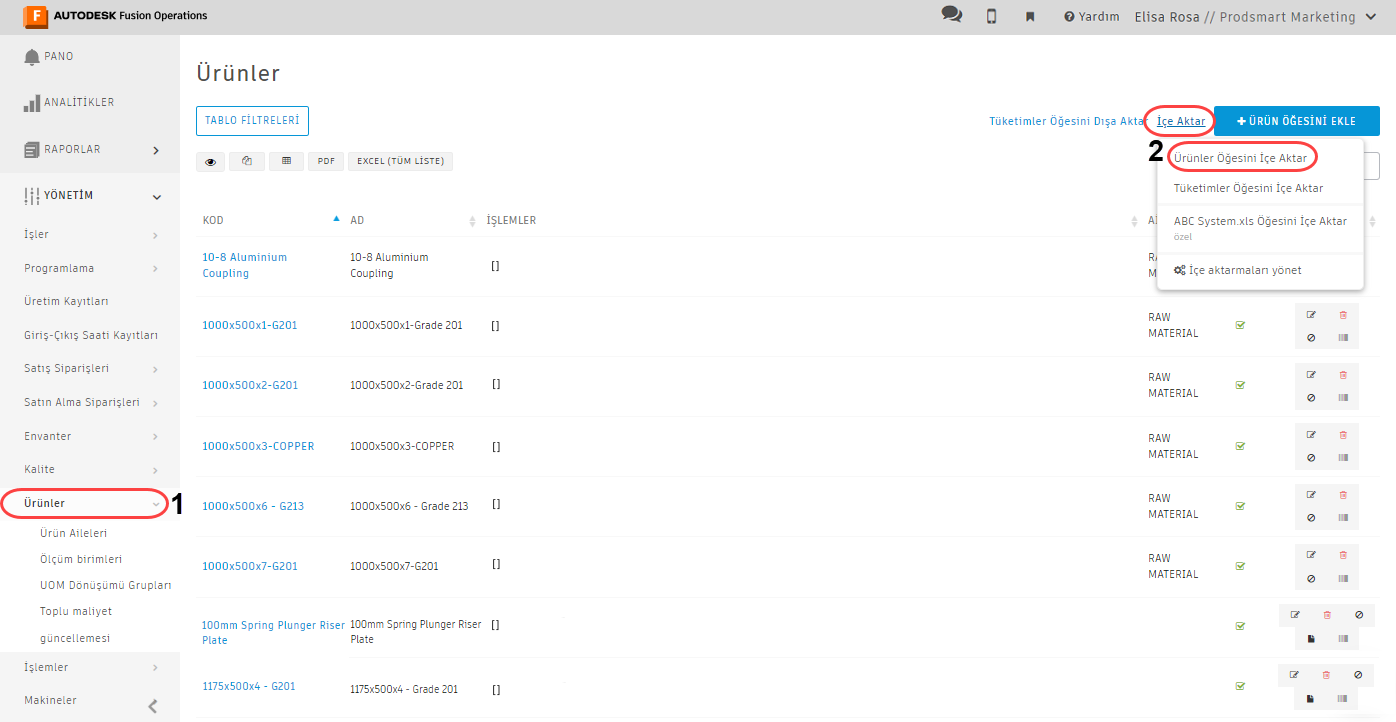 F AUTODESK Fusion Operations
Yardım Elisa Rosa // Prodsmart Marketing
PANO
ANALİTİKLER
RAPORLAR
YÖNETİM
İşler
Programlama
Üretim Kayıtları
Giriş-Çıkış Saati Kayıtları
Satış Siparişleri
Satın Alma Siparişleri
Envanter
Kalite
Ürünler
1
Ürün Aileleri
Ölçüm birimleri
UOM Dönüşümü Grupları
Toplu maliyet
güncellemesi
İşlemler
Makineler
Ürünler
TABLO FİLTRELERİ
Tüketimler Öğesini Dışa Aktar
İçe Aktar
+ ÜRÜN ÖĞESİNİ EKLE
2
Ürünler Öğesini İçe Aktar
Tüketimler Öğesini İçe Aktar
ABC System.xls Öğesini İçe Aktar
özel
İçe aktarmaları yönet
PDF
EXCEL (TÜM LİSTE)
KOD AD İŞLEMLER
10-8 Aluminium
Coupling
10-8 Aluminium
Coupling
[]
1000x500x1-G201 1000x500x1-Grade 201 []
RAW
MATERIAL
1000x500x2-G201 1000x500x2-Grade 201 []
RAW
MATERIAL
1000x500x3-COPPER 1000x500x3-COPPER []
RAW
MATERIAL
1000x500x6 - G213 1000x500x6 - Grade 213 []
RAW
MATERIAL
1000x500x7-G201 1000x500x7-G201 []
RAW
MATERIAL
100mm Spring Plunger Riser
Plate
100mm Spring Plunger Riser
Plate
[]
1175x500x4 - G201 1175x500x4 - Grade 201 []